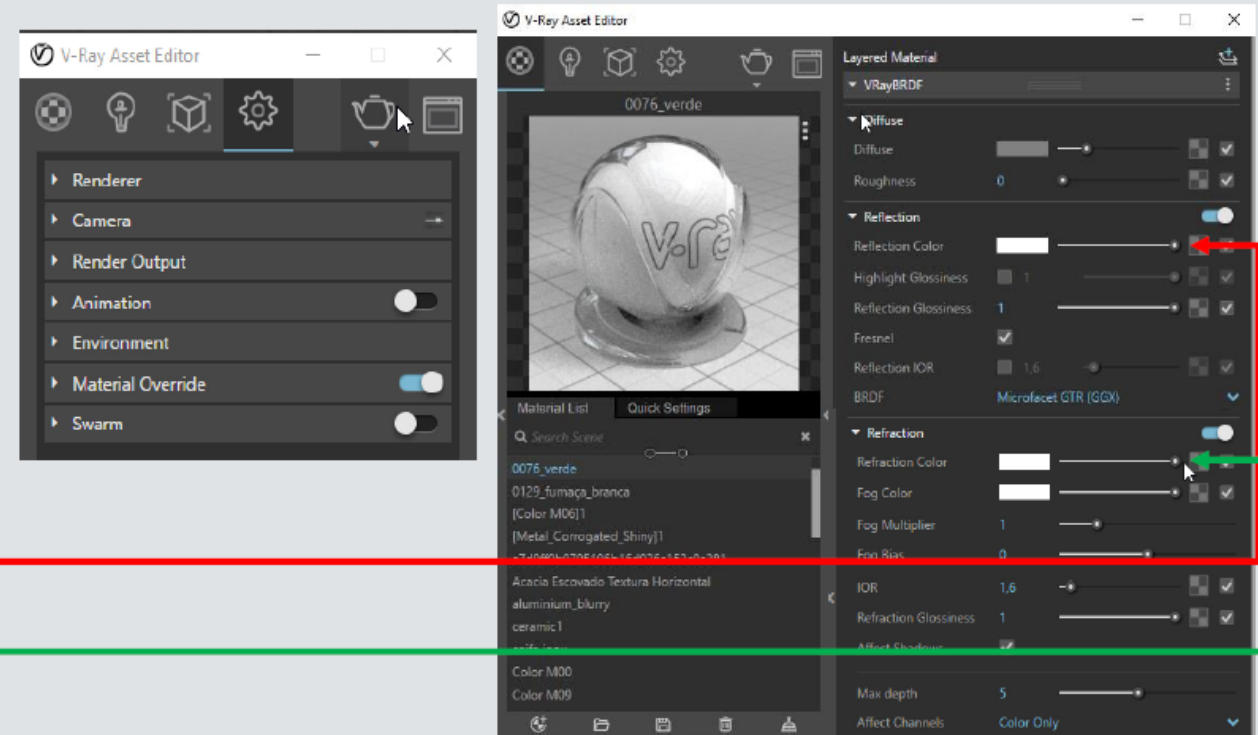 V-Ray Asset Editor
Renderer
Camera
Render Output
Animation
Environment
Material Override
Swarm
V-Ray Asset Editor
0076_verde
v-ra
Material List Quick Settings
Search Scene
0076_verde
0129_fumaça_branca
[Color M06]1
[Metal_Corrogated_Shiny]1
Acacia Escovado Textura Horizontal
aluminium_blurry
ceramic1
Color M00
Color M09
Layered Material
VRayBRDF
Diffuse
Diffuse
Roughness 0
Reflection
Reflection Color
Highlight Glossiness 1
Reflection Glossiness 1
Fresnel
Reflection IOR 1,6
BRDF Microfacet GTR (GGX)
Refraction
Refraction Color
Fog Color
Fog Multiplier 1
Fog Bias 0
IOR 1,6
Refraction Glossiness 1
Affect Shadows
Max depth 5
Affect Channels Color Only